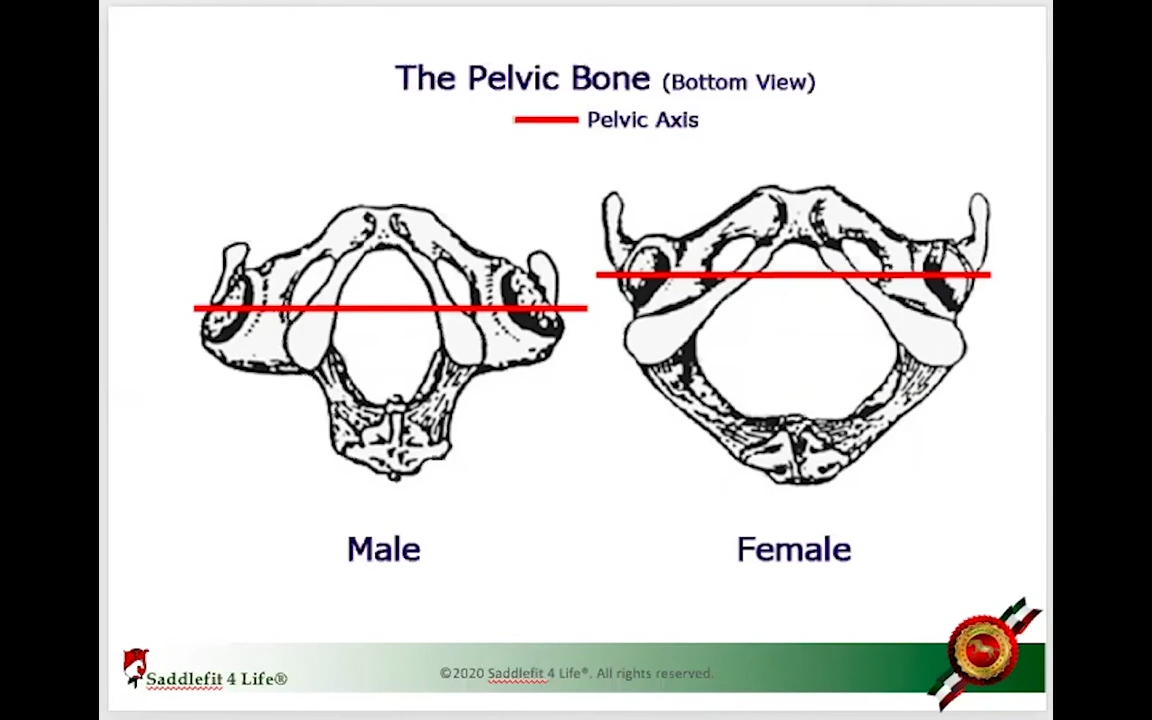 The Pelvic Bone (Bottom View)
Pelvic Axis
Male
Female
Saddlefit 4 Life®
©2020 Saddlefit 4 Life®. All rights reserved.